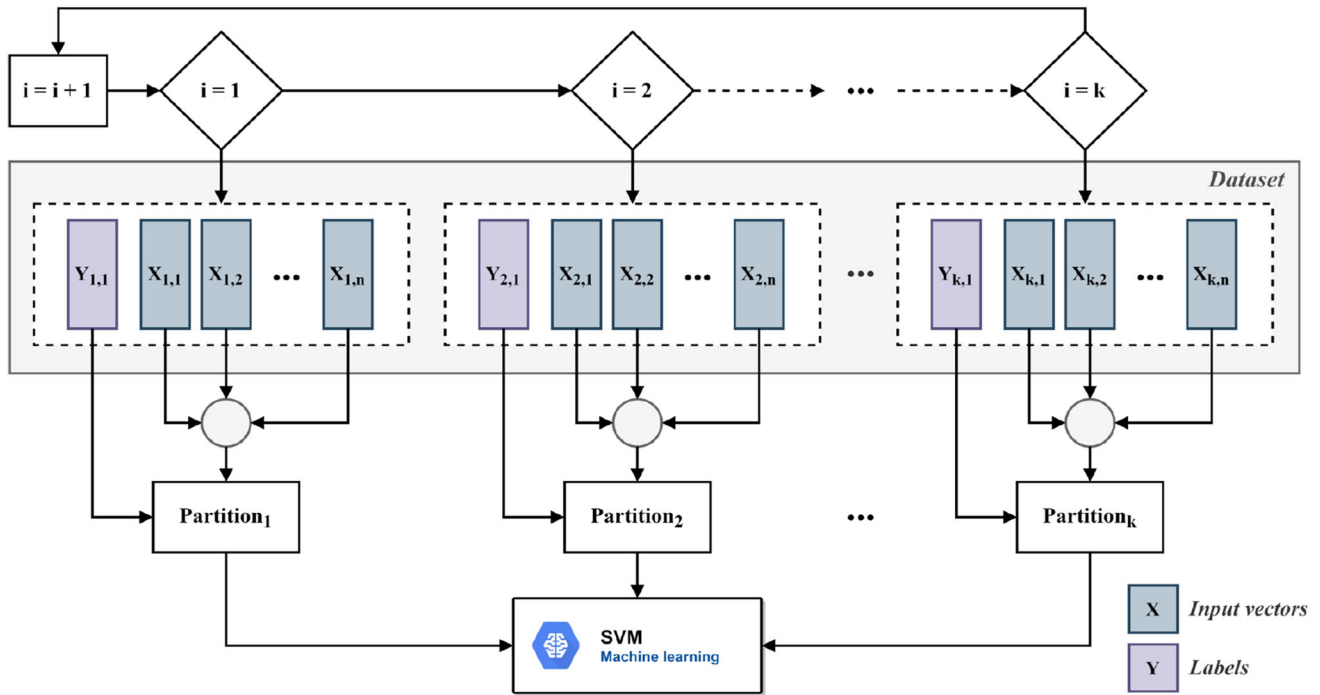 i = i + 1
i = 1
i = 2
...
i = k
Dataset
Y1,1 X1,1 X1,2 ... X1,n
Y2,1 X2,1 X2,2 ... X2,n
...
Yk,1 Xk,1 Xk,2 ... Xk,n
Partition1
Partition2
...
Partitionk
SVM
Machine learning
X Input vectors
Y Labels